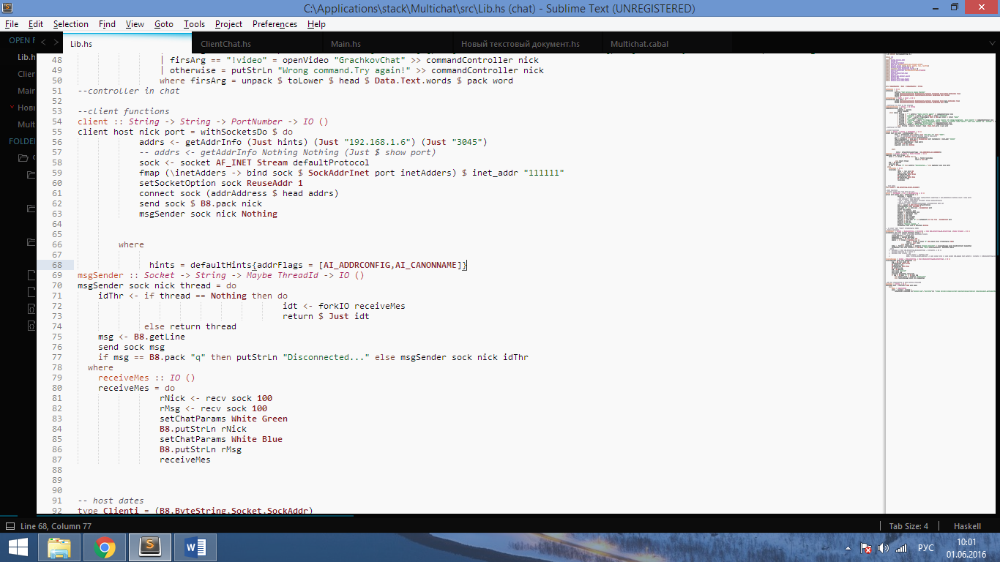 C:\Applications\stack\Multichat\src\Lib.hs (chat) - Sublime Text (UNREGISTERED)
File Edit Selection Find View Goto Tools Project Preferences Help
OPEN F
Lib.hs ClientChat.hs Main.hs Новый текстовый документ.hs Multichat.cabal
Lib.h
Clien
Main
Новы
Mult
FOLDER
48 | firsArg == "!video" = openVideo "GrachkovChat" >> commandController nick
49 | otherwise = putStrLn "Wrong command.Try again!" >> commandController nick
50 where firsArg = unpack $ toLower $ head $ Data.Text.words $ pack word
51 --controller in chat
52
53 --client functions
54 client :: String -> String -> PortNumber -> IO ()
55 client host nick port = withSocketsDo $ do
56 addrs <- getAddrInfo (Just hints) (Just "192.168.1.6") (Just "3045")
57 -- addrs <- getAddrInfo Nothing Nothing (Just $ show port)
58 sock <- socket AF_INET Stream defaultProtocol
59 fmap (\inetAdders -> bind sock $ SockAddrInet port inetAdders) $ inet_addr "111111"
60 setSocketOption sock ReuseAddr 1
61 connect sock (addrAddress $ head addrs)
62 send sock $ B8.pack nick
63 msgSender sock nick Nothing
64
65
66 where
67
68 hints = defaultHints{addrFlags = [AI_ADDRCONFIG,AI_CANONNAME]}
69 msgSender :: Socket -> String -> Maybe ThreadId -> IO ()
70 msgSender sock nick thread = do
71 idThr <- if thread == Nothing then do
72 idt <- forkIO receiveMes
73 return $ Just idt
74 else return thread
75 msg <- B8.getLine
76 send sock msg
77 if msg == B8.pack "q" then putStrLn "Disconnected..." else msgSender sock nick idThr
78 where
79 receiveMes :: IO ()
80 receiveMes = do
81 rNick <- recv sock 100
82 rMsg <- recv sock 100
83 setChatParams White Green
84 B8.putStrLn rNick
85 setChatParams White Blue
86 B8.putStrLn rMsg
87 receiveMes
88
89
90
91 -- host dates
92 type Clienti = (B8.ByteString,Socket,SockAddr)
Line 68, Column 77 Tab Size: 4 Haskell
РУС
10:01
01.06.2016